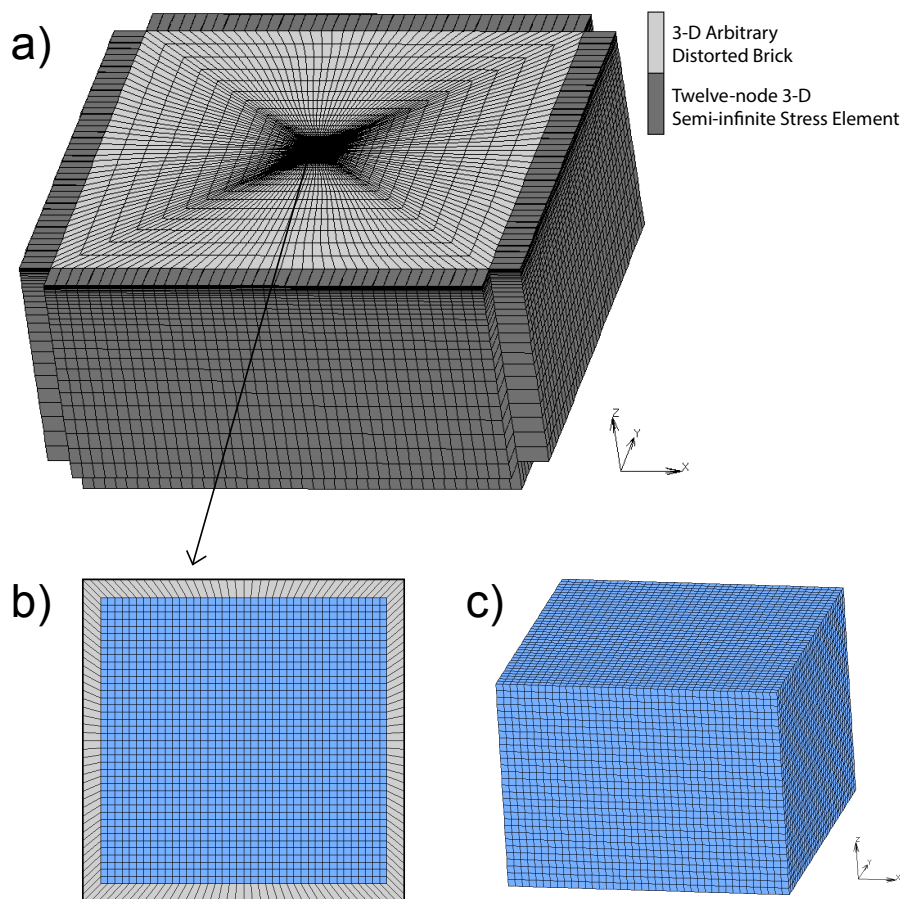 a)
3-D Arbitrary
Distorted Brick
Twelve-node 3-D
Semi-infinite Stress Element
Z
Y
X
b)
c)
Z
Y
X